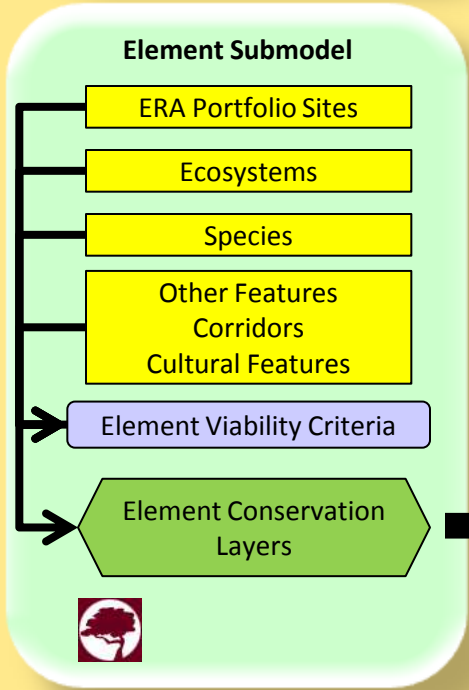 Element Submodel
ERA Portfolio Sites
Ecosystems
Species
Other Features
Corridors
Cultural Features
Element Viability Criteria
Element Conservation
Layers